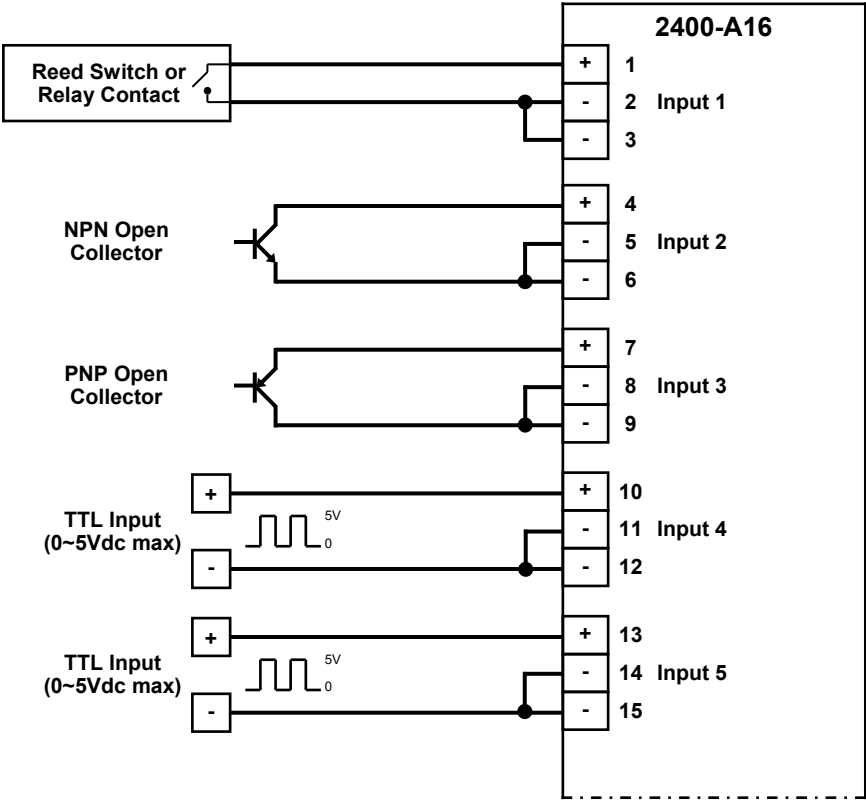 2400-A16
Reed Switch or
Relay Contact
+ 1
- 2 Input 1
- 3
NPN Open
Collector
+ 4
- 5 Input 2
- 6
PNP Open
Collector
+ 7
- 8 Input 3
- 9
TTL Input
(0~5Vdc max)
+
-
5V
0
+ 10
- 11 Input 4
- 12
TTL Input
(0~5Vdc max)
+
-
5V
0
+ 13
- 14 Input 5
- 15